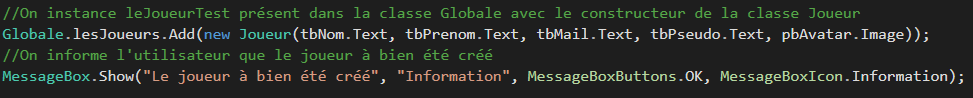 //On instance leJoueurTest présent dans la classe Globale avec le constructeur de la classe Joueur
Globale.lesJoueurs.Add(new Joueur(tbNom.Text, tbPrenom.Text, tbMail.Text, tbPseudo.Text, pbAvatar.Image));
//On informe l'utilisateur que le joueur à bien été créé
MessageBox.Show("Le joueur à bien été créé", "Information", MessageBoxButtons.OK, MessageBoxIcon.Information);